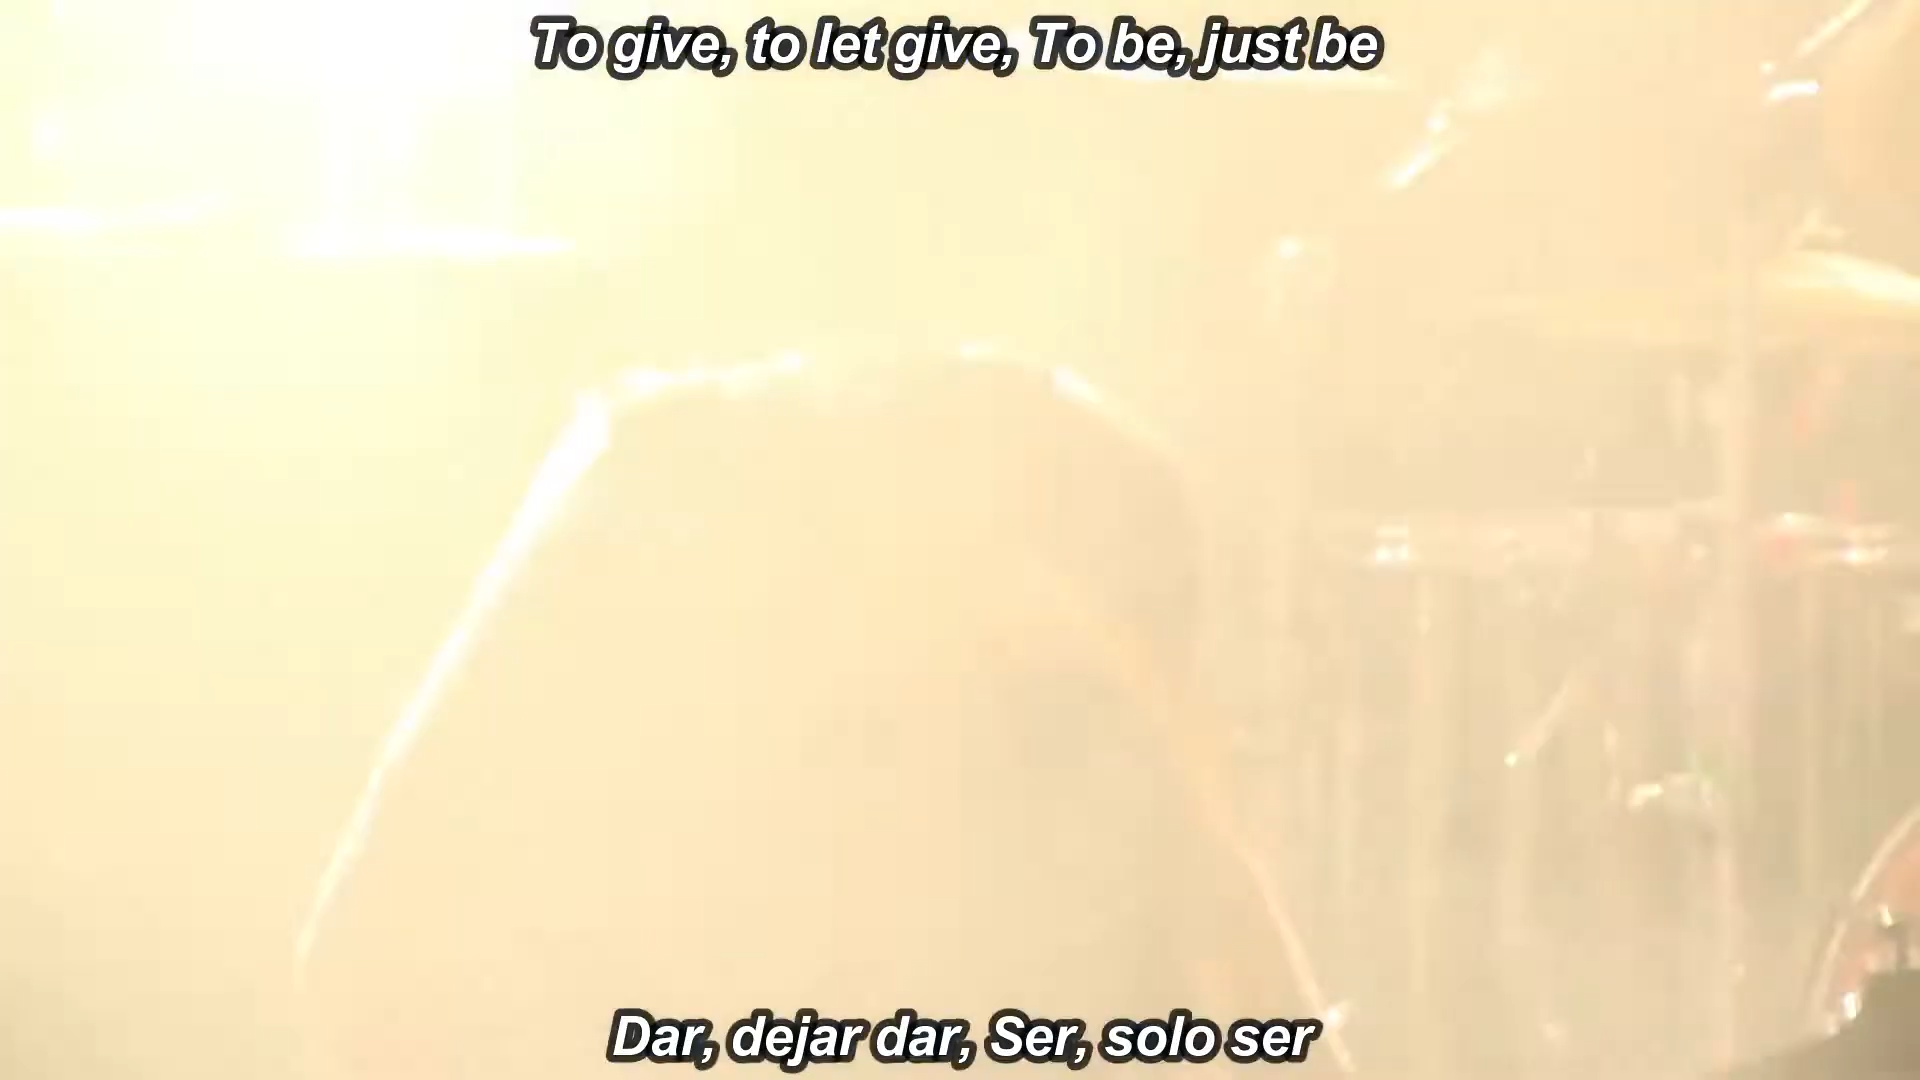 To give, to let give, To be, just be
Dar, dejar dar, Ser, solo ser